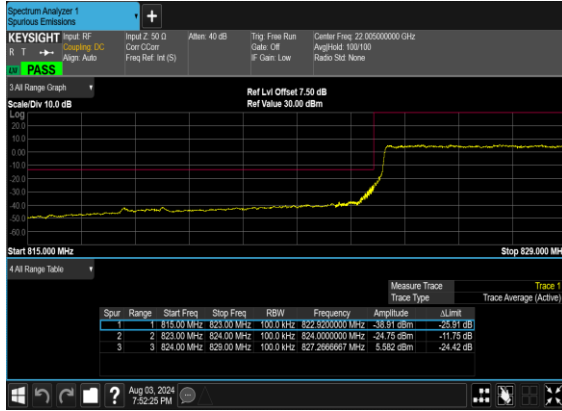 Spectrum Analyzer 1
Spurious Emissions
+
KEYSIGHT Input: RF Input Z: 50 Ω Atten: 40 dB Trig: Free Run Center Freq: 22.005000000 GHz
R T Coupling: DC Corr CCorr Gate: Off Avg|Hold: 100/100
Align: Auto Freq Ref: Int (S) IF Gain: Low Radio Std: None
PASS
3 All Range Graph
Ref Lvl Offset 7.50 dB
Scale/Div 10.0 dB Ref Value 30.00 dBm
Log
20.0
10.0
0.00
-10.0
-20.0
-30.0
-40.0
-50.0
-60.0
Start 815.000 MHz Stop 829.000 MH
4 All Range Table
Measure Trace Trace 1
Trace Type Trace Average (Active)
Spur Range Start Freq Stop Freq RBW Frequency Amplitude ΔLimit
1 1 815.00 MHz 823.00 MHz 100.0 kHz 822.9200000 MHz -38.91 dBm -25.91 dB
2 2 823.00 MHz 824.00 MHz 100.0 kHz 824.0000000 MHz -24.75 dBm -11.75 dB
3 3 824.00 MHz 829.00 MHz 100.0 kHz 827.2666667 MHz 5.582 dBm -24.42 dB
? Aug 03, 2024
7:52:25 PM